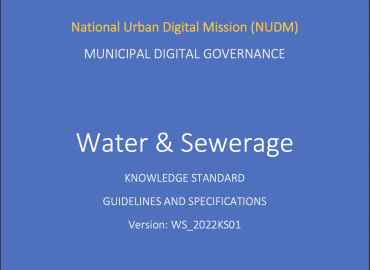 National Urban Digital Mission (NUDM)
MUNICIPAL DIGITAL GOVERNANCE
Water & Sewerage
KNOWLEDGE STANDARD
GUIDELINES AND SPECIFICATIONS
Version: WS_2022KS01